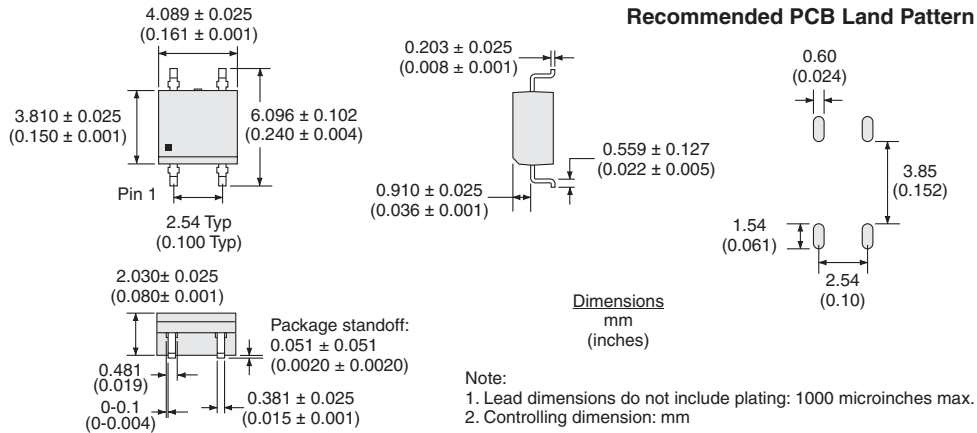 Recommended PCB Land Pattern
4.089 ± 0.025
(0.161 ± 0.001)
3.810 ± 0.025
(0.150 ± 0.001)
6.096 ± 0.102
(0.240 ± 0.004)
Pin 1
2.54 Typ
(0.100 Typ)
0.203 ± 0.025
(0.008 ± 0.001)
0.559 ± 0.127
(0.022 ± 0.005)
0.910 ± 0.025
(0.036 ± 0.001)
0.60
(0.024)
3.85
(0.152)
1.54
(0.061)
2.54
(0.10)
2.030± 0.025
(0.080± 0.001)
Package standoff:
0.051 ± 0.051
(0.0020 ± 0.0020)
0.481
(0.019)
0-0.1
(0-0.004)
0.381 ± 0.025
(0.015 ± 0.001)
Dimensions
mm
(inches)
Note:
1. Lead dimensions do not include plating: 1000 microinches max.
2. Controlling dimension: mm